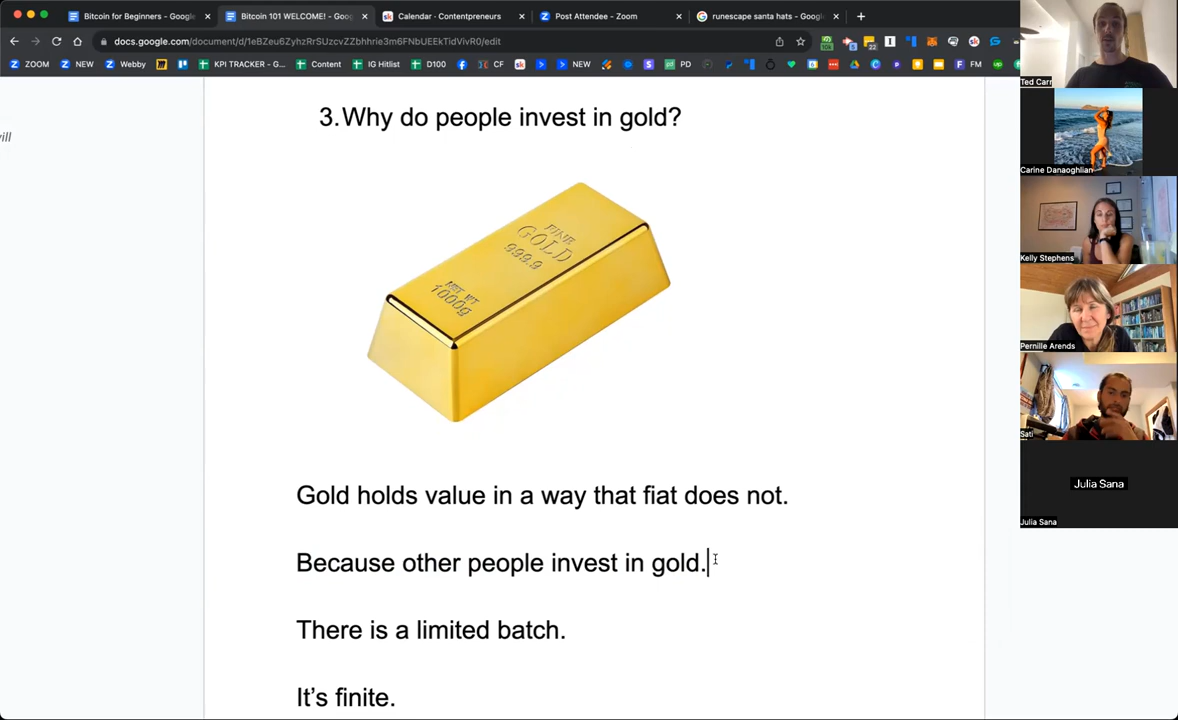 Bitcoin for Beginners - Google
Bitcoin 101 WELCOME! - Goog
Calendar - Contentpreneurs
Post Attendee - Zoom
runescape santa hats - Google
docs.google.com/document/d/1eBZeu6ZyhzRrSUzcvZZbhhrie3m6FNbUEEkTidVivR0/edit
ZOOM
NEW
Webby
KPI TRACKER - G...
Content
IG Hitlist
D100
CF
NEW
PD
FM
ill
3.Why do people invest in gold?
FINE
GOLD
999.9
NET WT
1000g
Gold holds value in a way that fiat does not.
Because other people invest in gold.
There is a limited batch.
It's finite.
Ted Carr
Carine Danaoghlian
Kelly Stephens
Pernille Arends
Sati
Julia Sana
Julia Sana